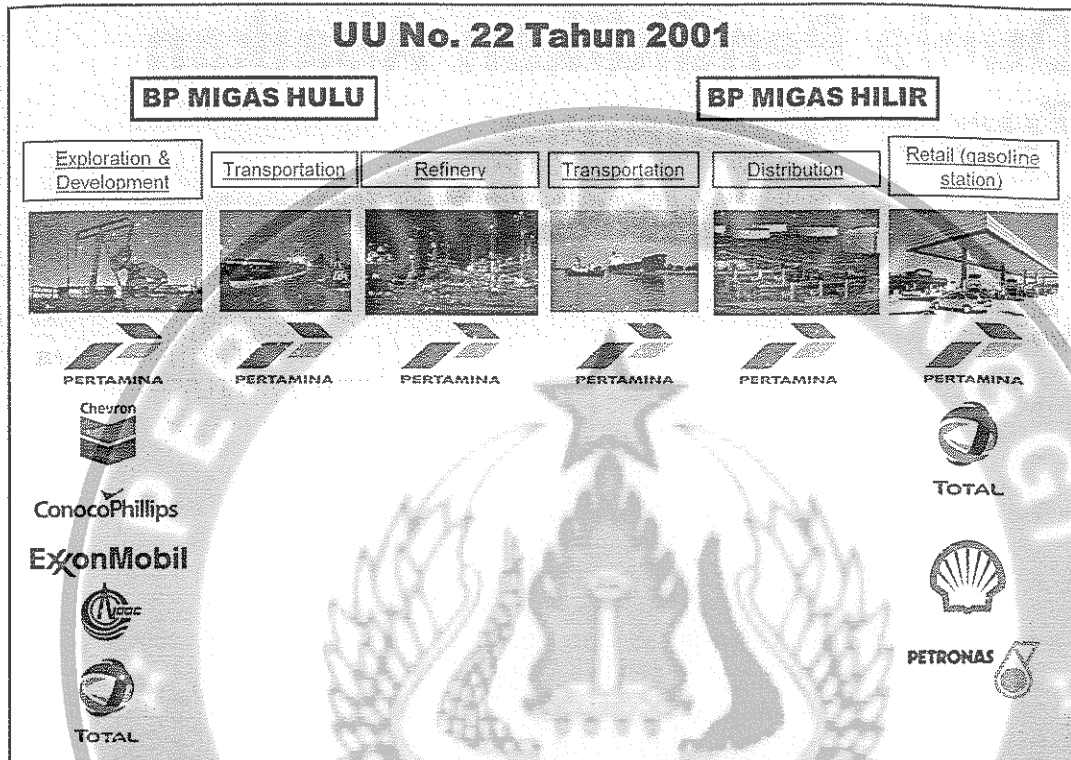 UU No. 22 Tahun 2001
BP MIGAS HULU
BP MIGAS HILIR
Exploration &
Development
Transportation
Refinery
Transportation
Distribution
Retail (gasoline
station)
PERTAMINA
PERTAMINA
PERTAMINA
PERTAMINA
PERTAMINA
PERTAMINA
Chevron
ConocoPhillips
ExxonMobil
TOTAL
TOTAL
PETRONAS